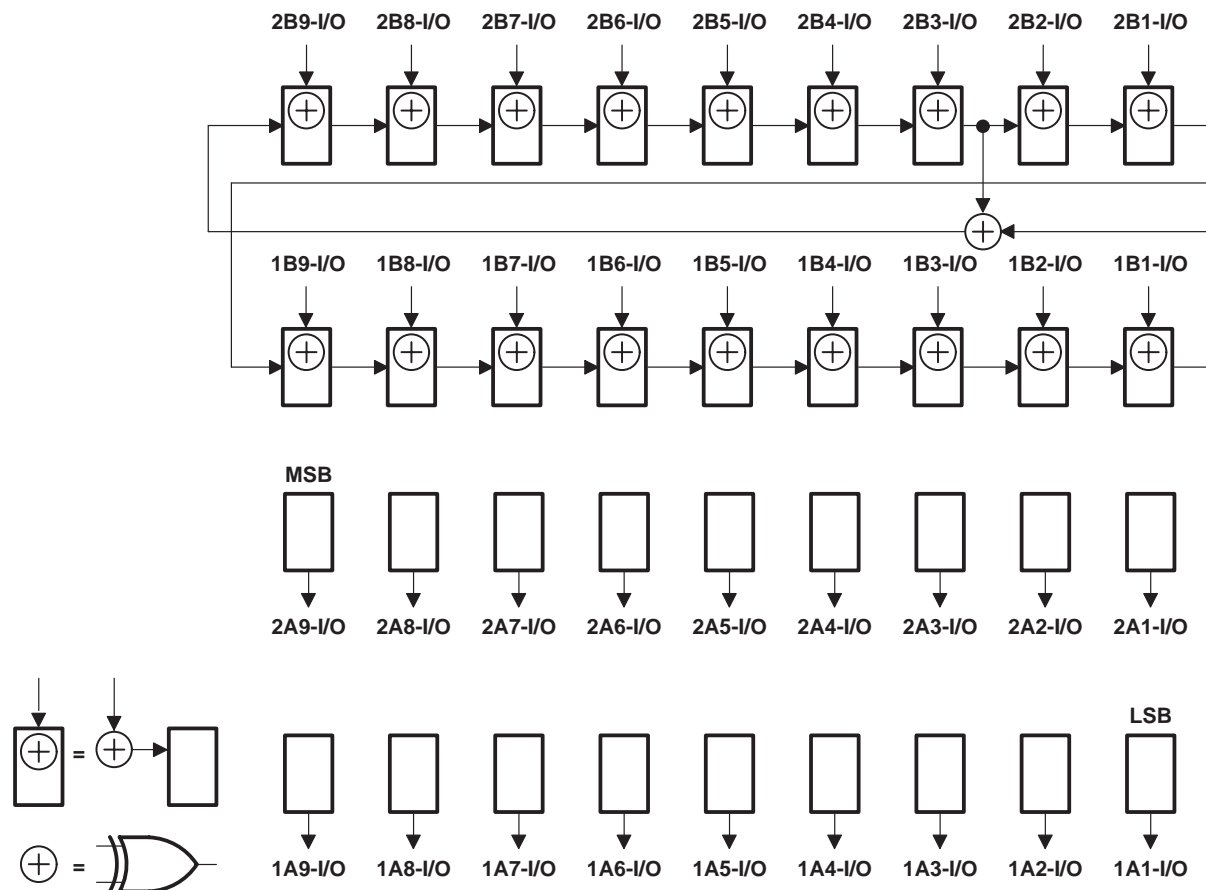 2B9-I/O 2B8-I/O 2B7-I/O 2B6-I/O 2B5-I/O 2B4-I/O 2B3-I/O 2B2-I/O 2B1-I/O
1B9-I/O 1B8-I/O 1B7-I/O 1B6-I/O 1B5-I/O 1B4-I/O 1B3-I/O 1B2-I/O 1B1-I/O
MSB
2A9-I/O 2A8-I/O 2A7-I/O 2A6-I/O 2A5-I/O 2A4-I/O 2A3-I/O 2A2-I/O 2A1-I/O
LSB
=
1A9-I/O 1A8-I/O 1A7-I/O 1A6-I/O 1A5-I/O 1A4-I/O 1A3-I/O 1A2-I/O 1A1-I/O
=